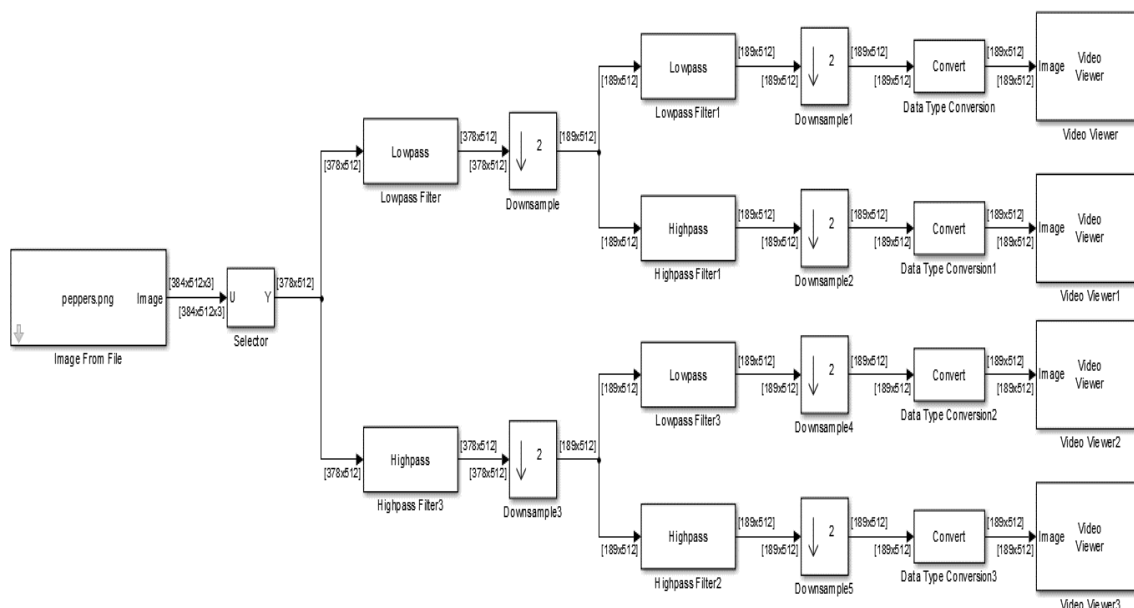 peppers.png
Image
Image From File
[384x512x3]
[384x512x3]
U
Y
Selector
[378x512]
[378x512]
Lowpass
Lowpass Filter
[378x512]
[378x512]
2
Downsample
[189x512]
[189x512]
Lowpass
Lowpass Filter1
[189x512]
[189x512]
2
Downsample1
[189x512]
[189x512]
Convert
Data Type Conversion
[189x512]
[189x512]
Image
Video
Viewer
Video Viewer
[189x512]
Highpass
Highpass Filter1
[189x512]
[189x512]
2
Downsample2
[189x512]
[189x512]
Convert
Data Type Conversion1
[189x512]
[189x512]
Image
Video
Viewer
Video Viewer1
[378x512]
Highpass
Highpass Filter3
[378x512]
[378x512]
2
Downsample3
[189x512]
[189x512]
Lowpass
Lowpass Filter3
[189x512]
[189x512]
2
Downsample4
[189x512]
[189x512]
Convert
Data Type Conversion2
[189x512]
[189x512]
Image
Video
Viewer
Video Viewer2
[189x512]
Highpass
Highpass Filter2
[189x512]
[189x512]
2
Downsample5
[189x512]
[189x512]
Convert
Data Type Conversion3
[189x512]
[189x512]
Image
Video
Viewer
Video Viewer3